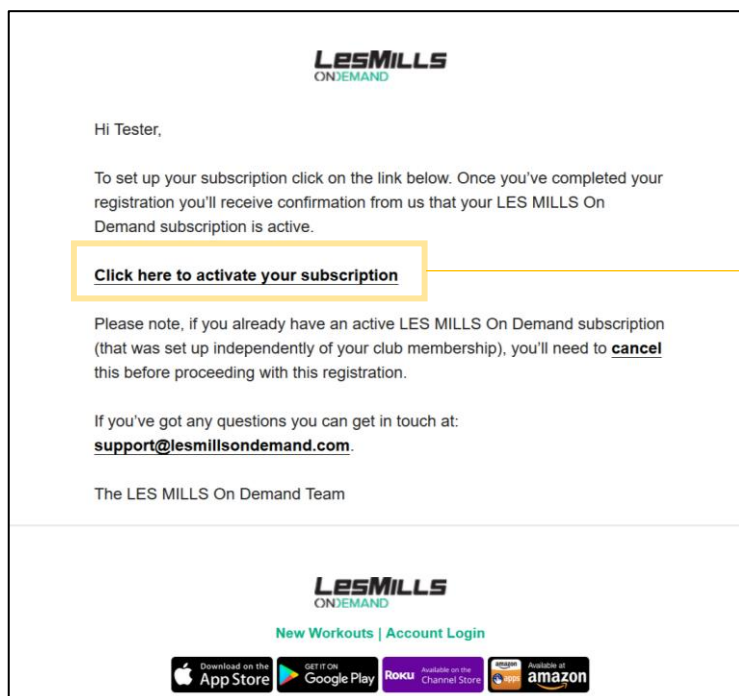 LesMills
ONDEMAND
Hi Tester,
To set up your subscription click on the link below. Once you've completed your
registration you'll receive confirmation from us that your LES MILLS On
Demand subscription is active.
Click here to activate your subscription
Please note, if you already have an active LES MILLS On Demand subscription
(that was set up independently of your club membership), you'll need to cancel
this before proceeding with this registration.
If you've got any questions you can get in touch at:
support@lesmillsondemand.com.
The LES MILLS On Demand Team
LesMills
ONDEMAND
New Workouts | Account Login
Download on the
App Store
GET IT ON
Google Play
ROKU
Available on the
Channel Store
amazon
apps
Available at
amazon